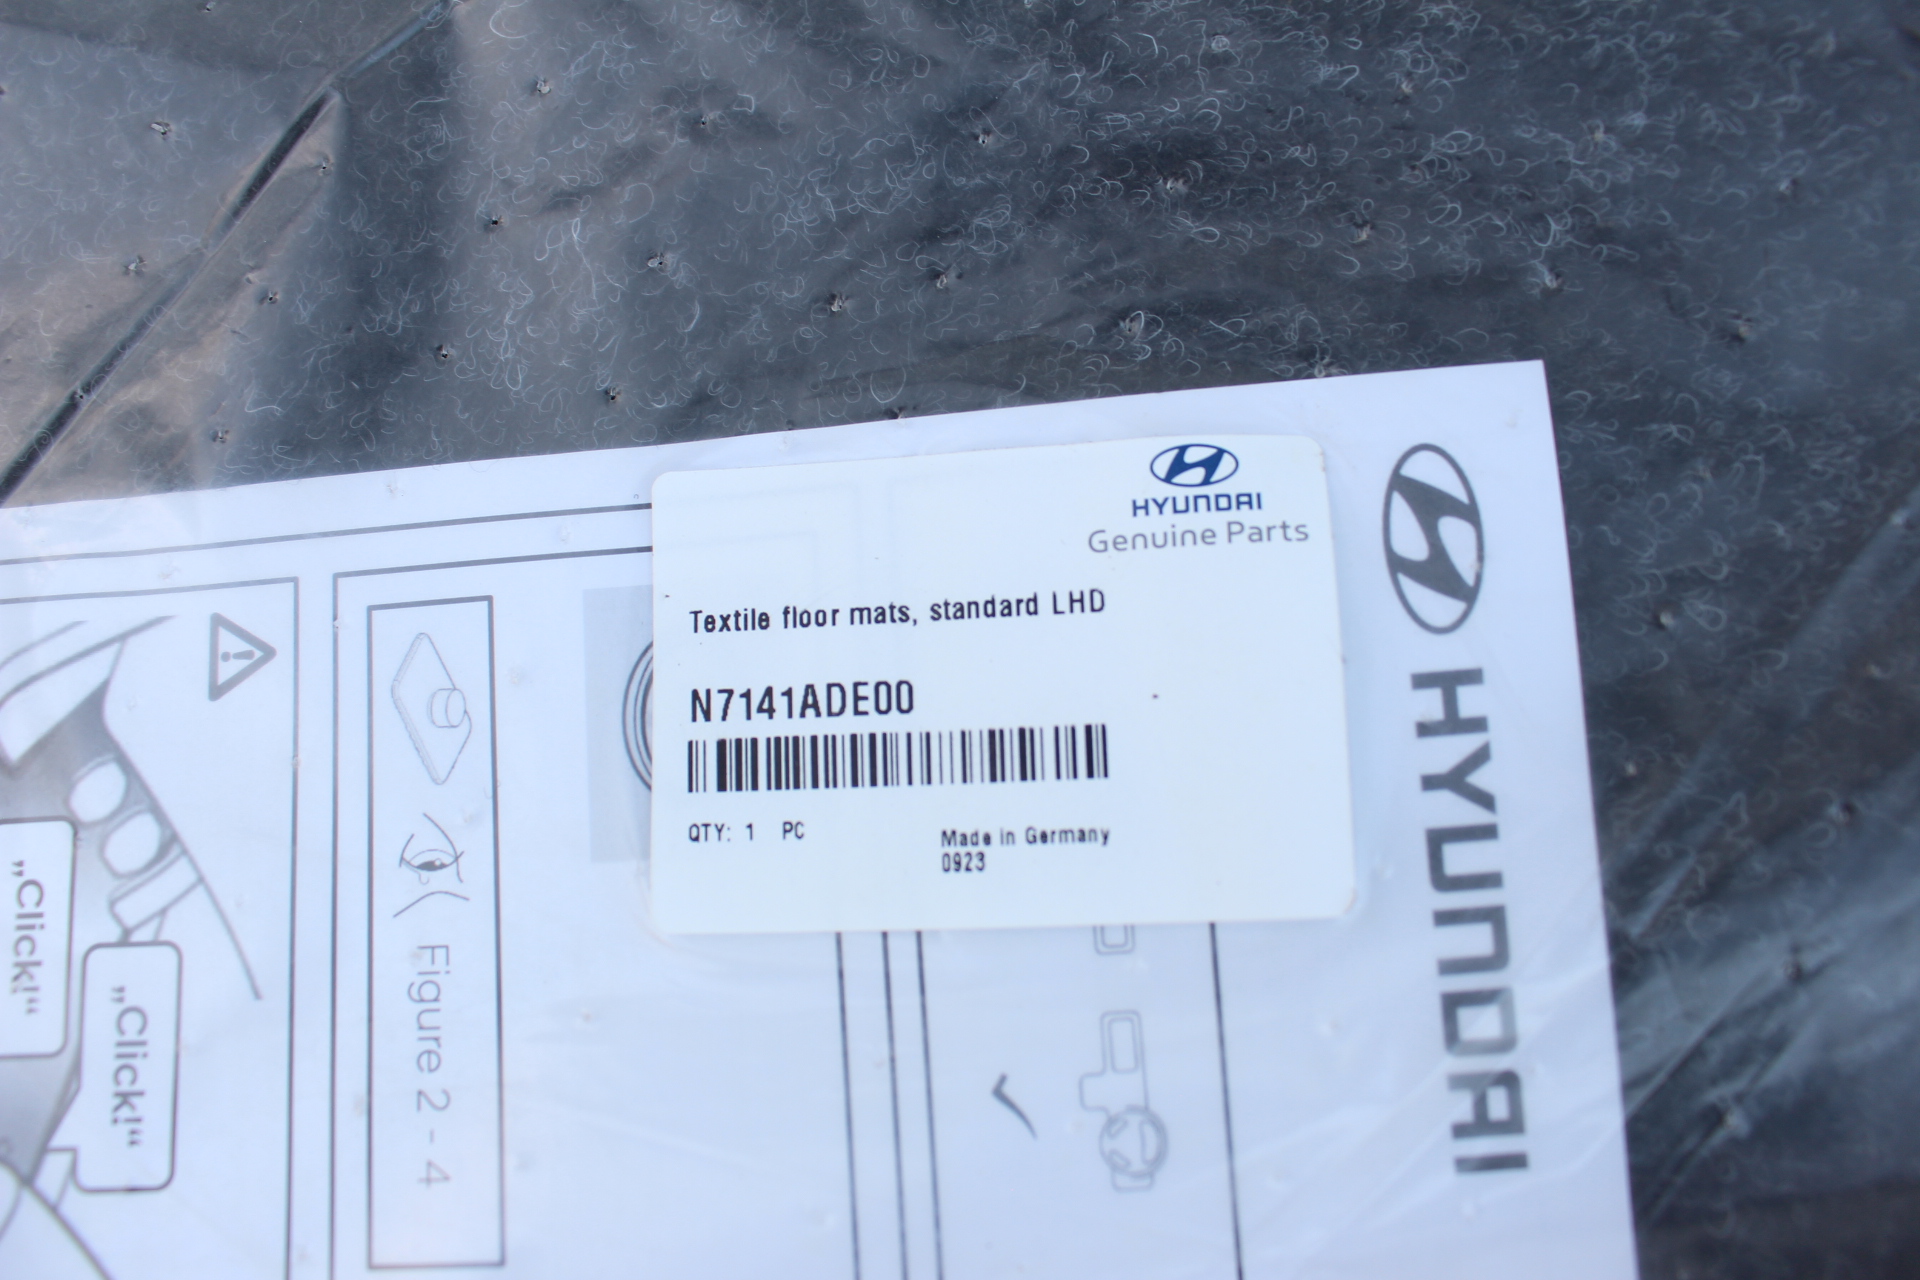 HYUNDAI
Genuine Parts
Textile floor mats, standard LHD
N7141ADE00
QTY: 1 PC
Made in Germany
0923
HYUNDAI
Figure 2 - 4
„Click!“
„Click!“